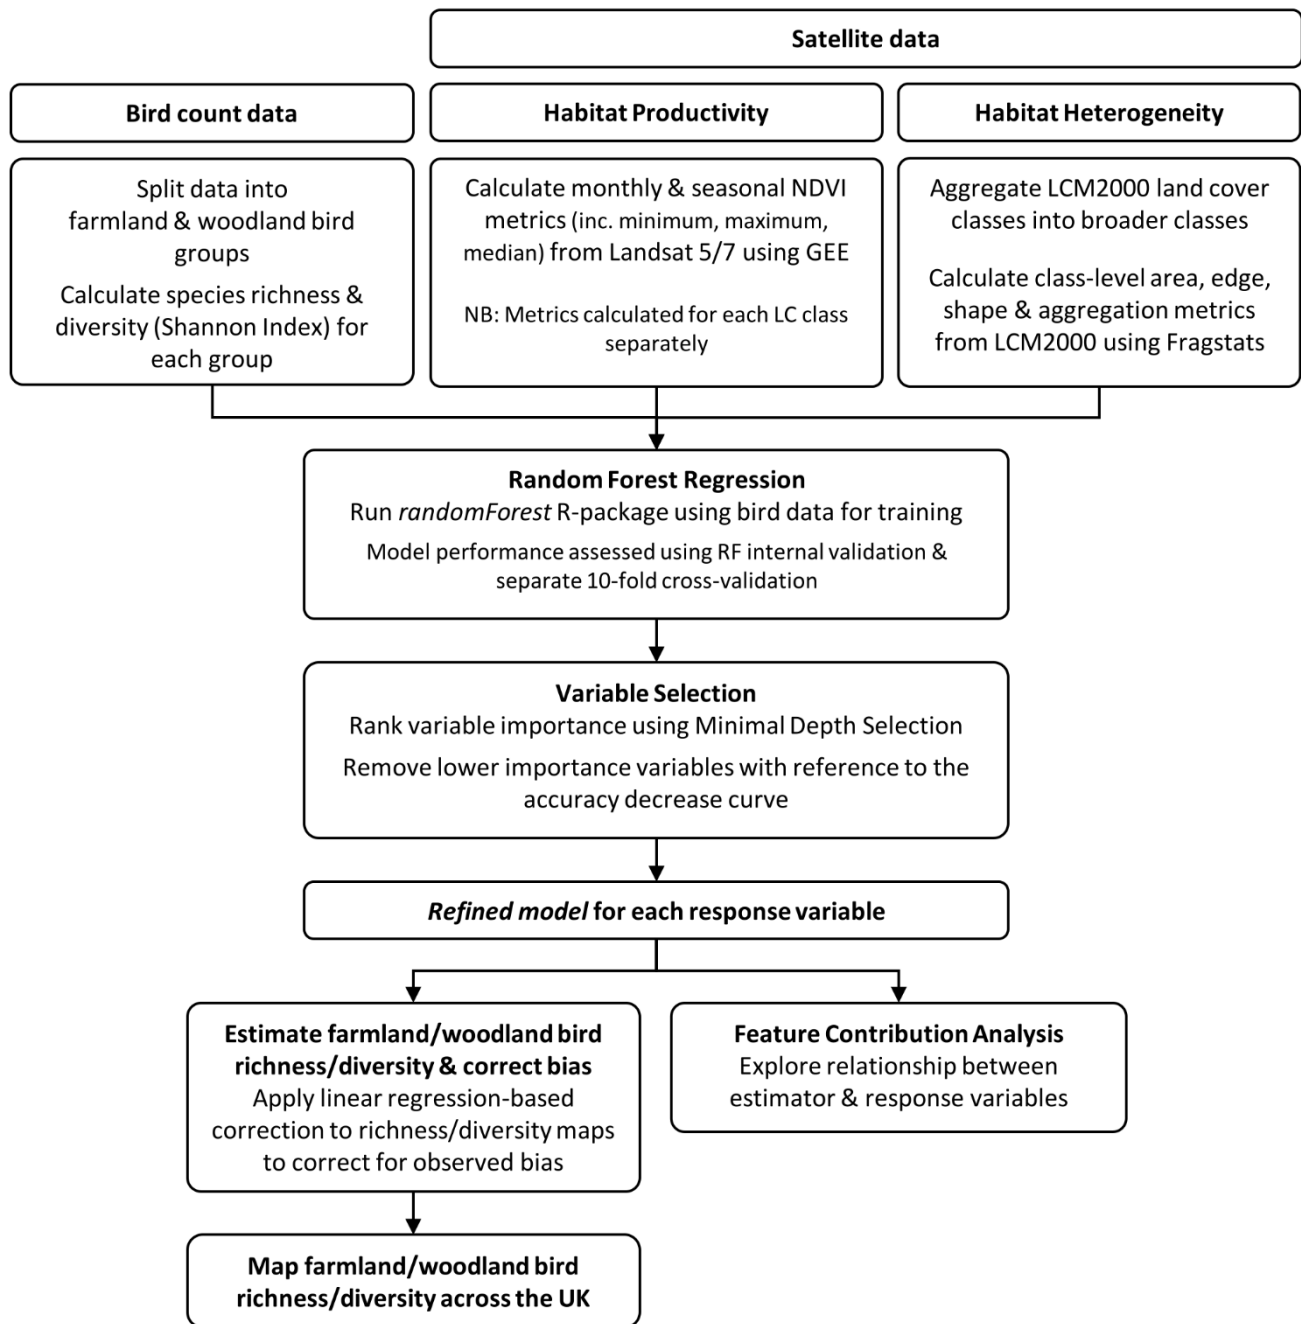 Satellite data
Bird count data
Habitat Productivity
Habitat Heterogeneity
Split data into
farmland & woodland bird
groups
Calculate species richness &
diversity (Shannon Index) for
each group
Calculate monthly & seasonal NDVI
metrics (inc. minimum, maximum,
median) from Landsat 5/7 using GEE
NB: Metrics calculated for each LC class
separately
Aggregate LCM2000 land cover
classes into broader classes
Calculate class-level area, edge,
shape & aggregation metrics
from LCM2000 using Fragstats
Random Forest Regression
Run randomForest R-package using bird data for training
Model performance assessed using RF internal validation &
separate 10-fold cross-validation
Variable Selection
Rank variable importance using Minimal Depth Selection
Remove lower importance variables with reference to the
accuracy decrease curve
Refined model for each response variable
Estimate farmland/woodland bird
richness/diversity & correct bias
Apply linear regression-based
correction to richness/diversity maps
to correct for observed bias
Feature Contribution Analysis
Explore relationship between
estimator & response variables
Map farmland/woodland bird
richness/diversity across the UK